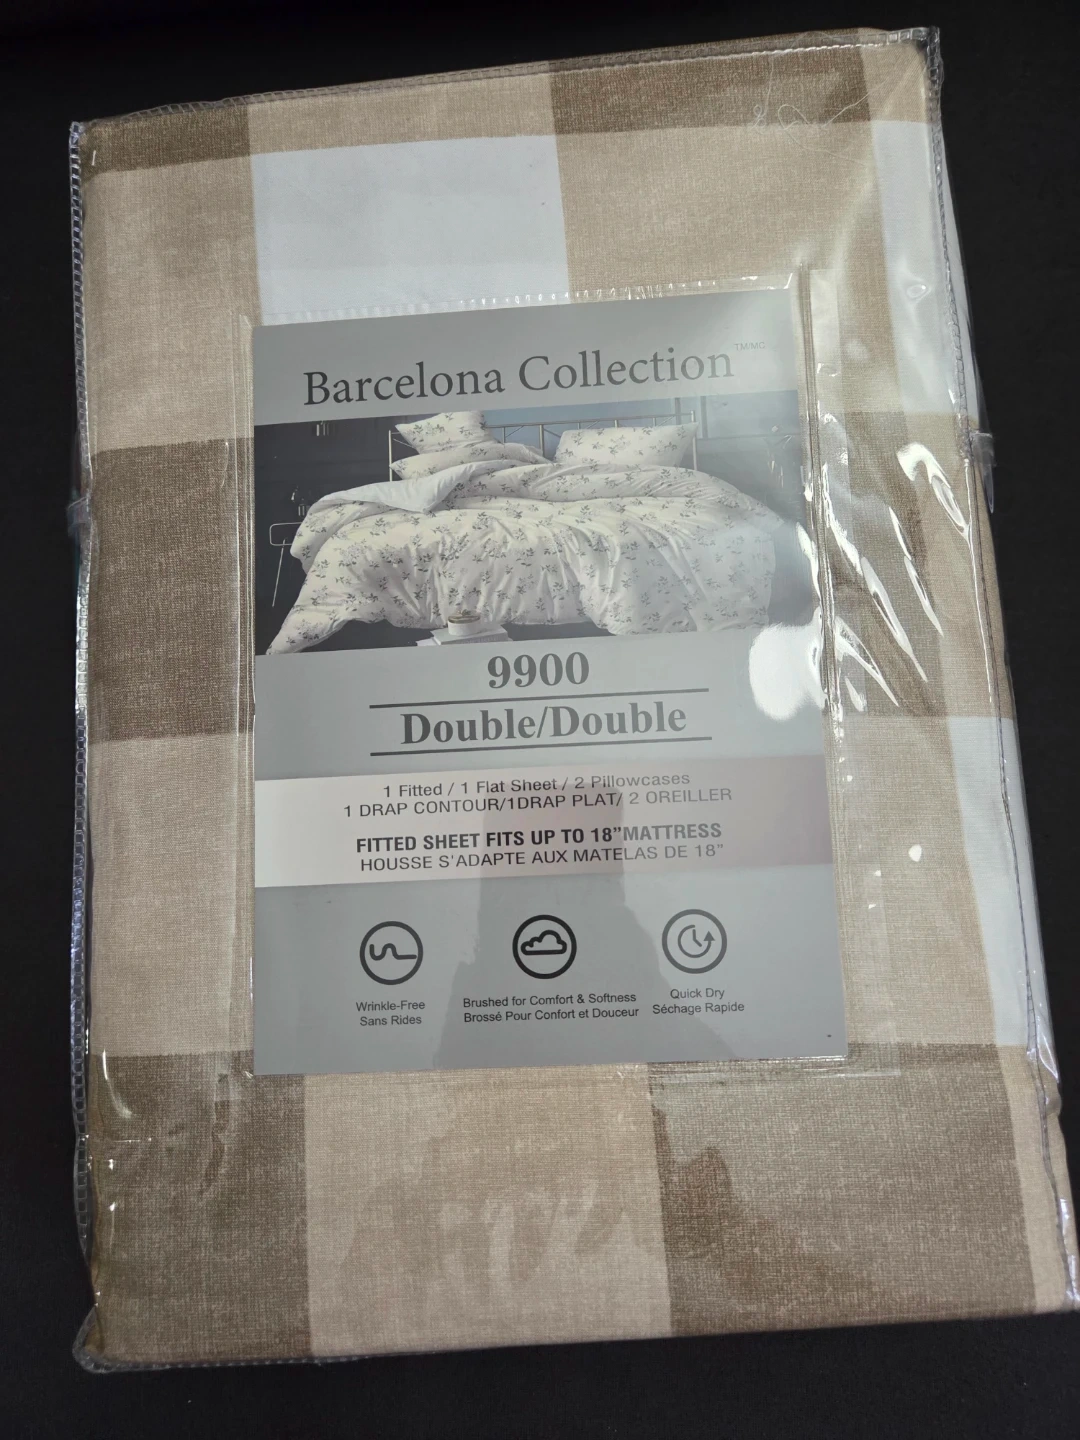 Barcelona Collection TM/MC
9900
Double/Double
1 Fitted / 1 Flat Sheet / 2 Pillowcases
1 DRAP CONTOUR/1DRAP PLAT/ 2 OREILLER
FITTED SHEET FITS UP TO 18”MATTRESS
HOUSSE S'ADAPTE AUX MATELAS DE 18”
Wrinkle-Free
Sans Rides
Brushed for Comfort & Softness
Brossé Pour Confort et Douceur
Quick Dry
Séchage Rapide